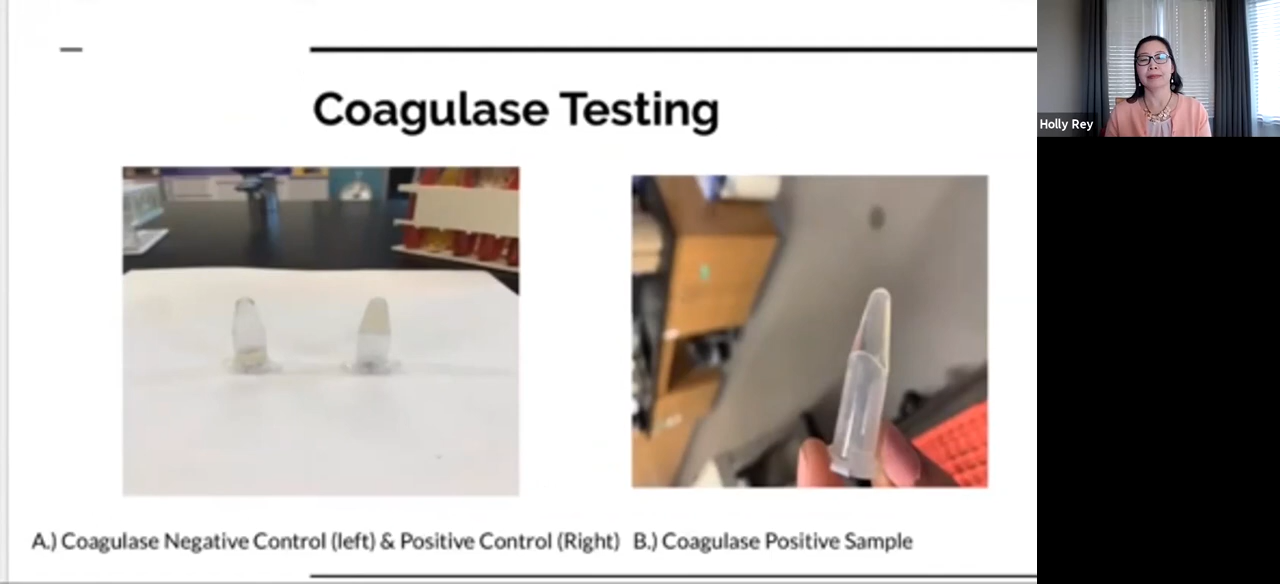 Coagulase Testing
Holly Rey
A.) Coagulase Negative Control (left) & Positive Control (Right)
B.) Coagulase Positive Sample